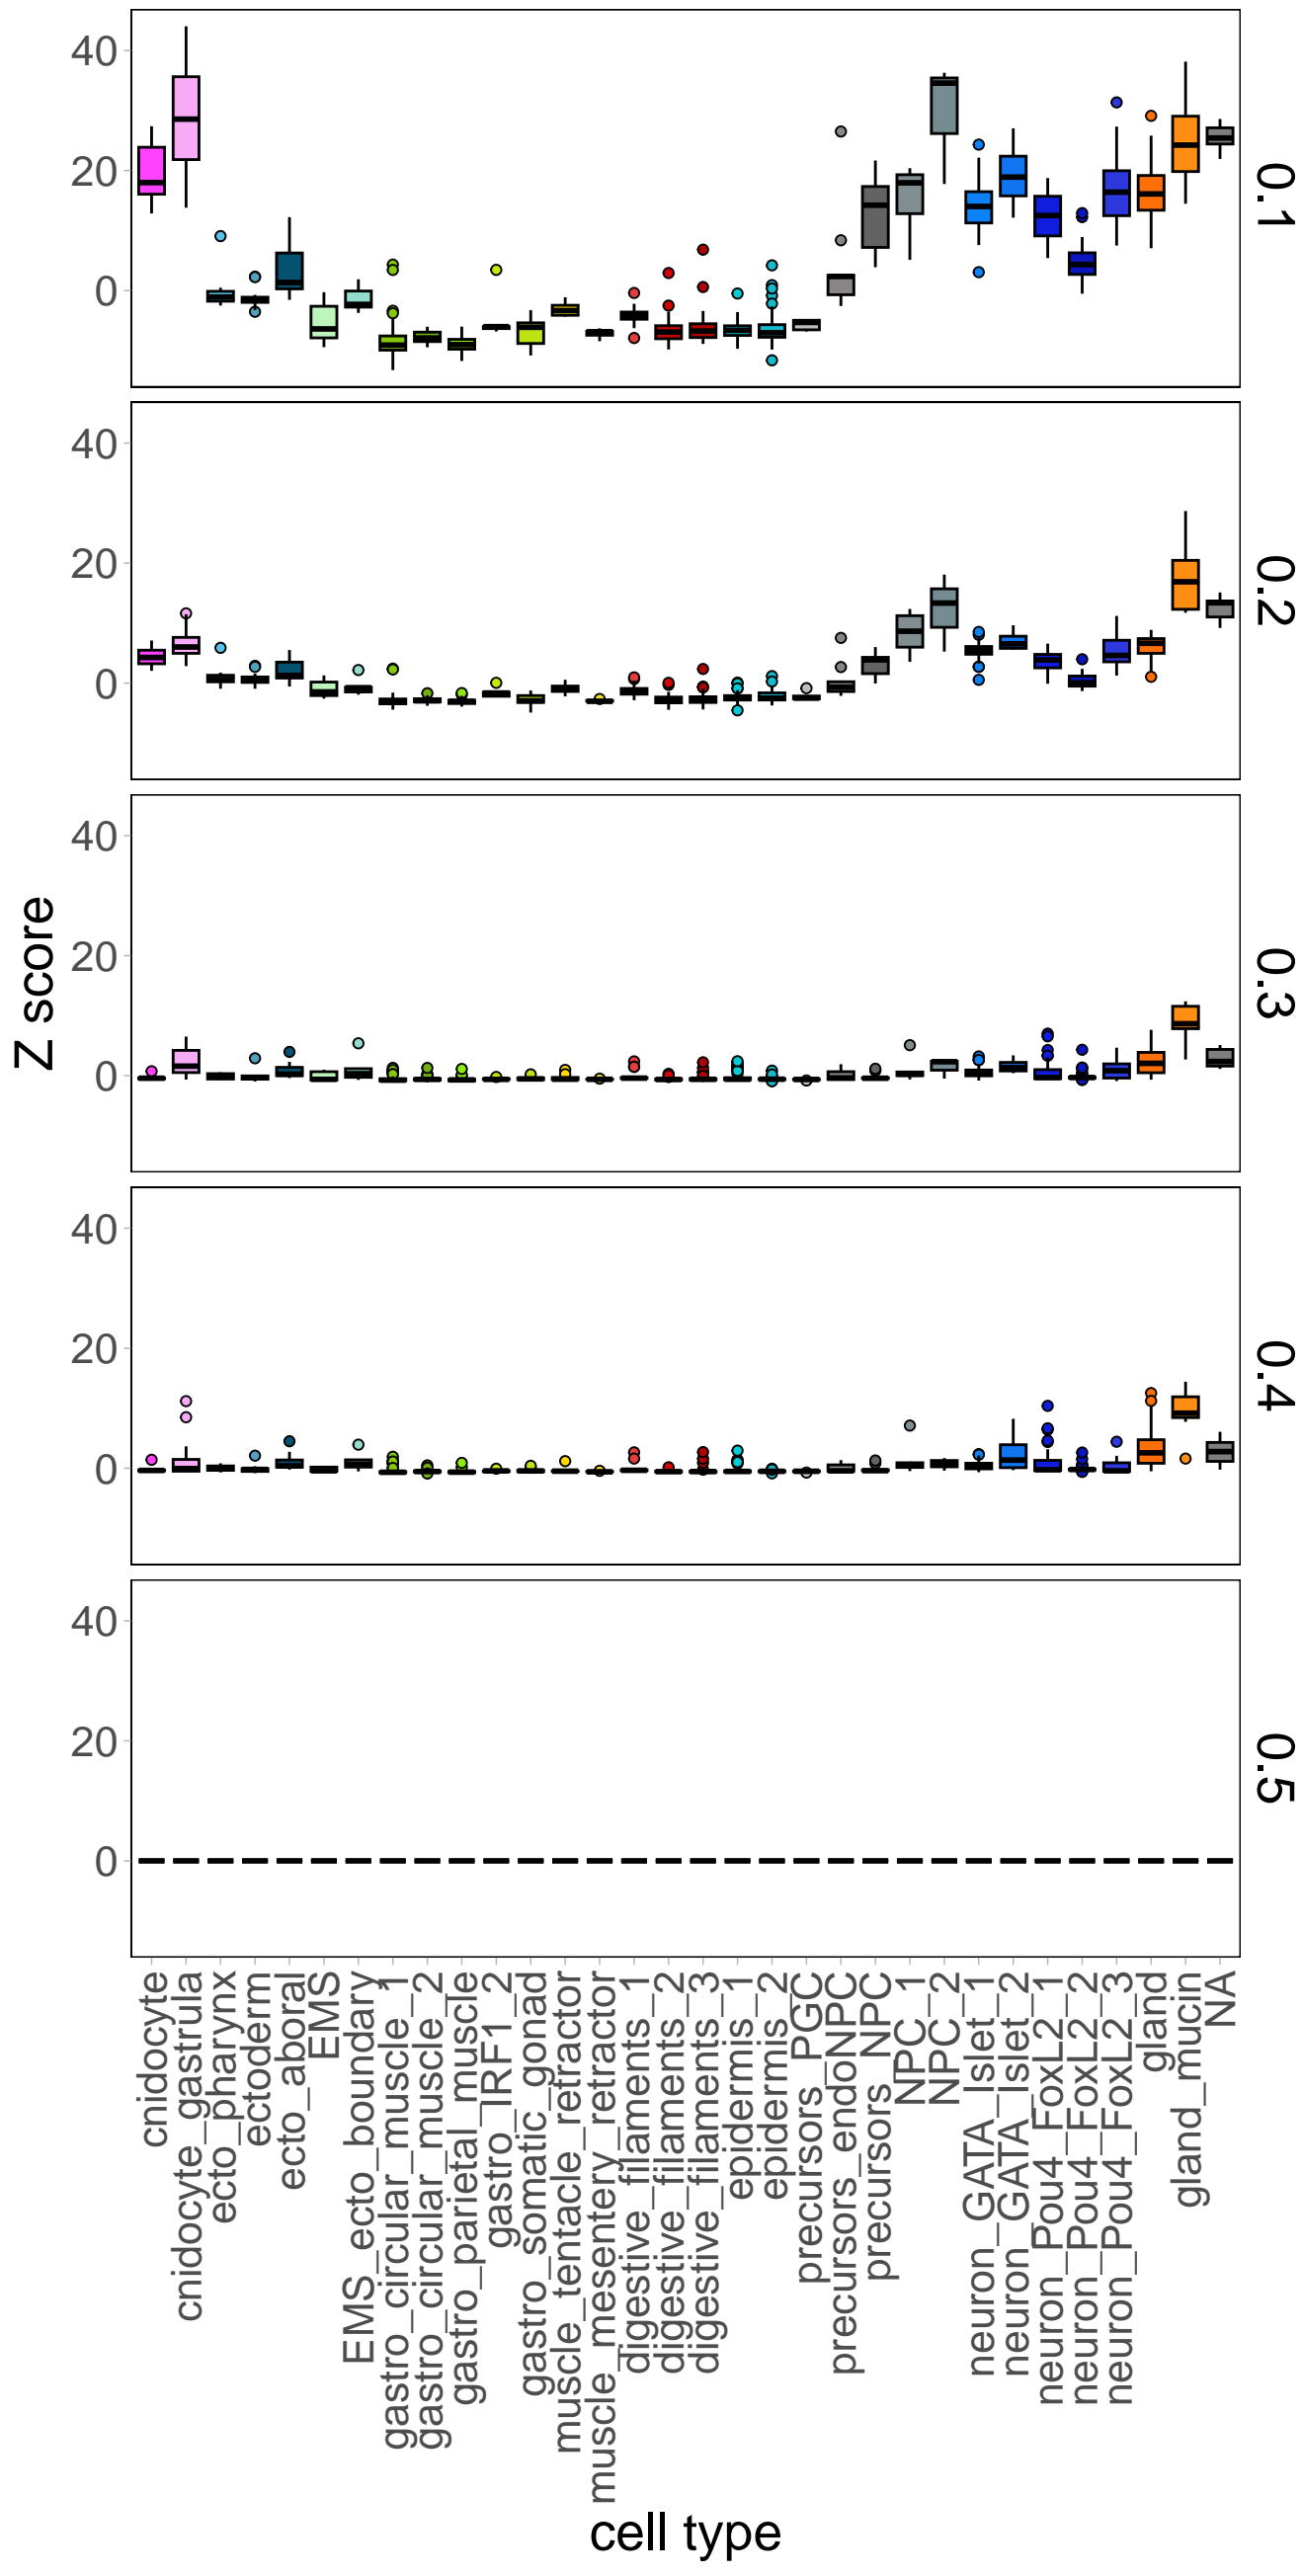 40
20
0
0.1
40
20
0
0.2
40
20
0
0.3
40
20
0
0.4
40
20
0
0.5
Z score
cnidocyte
cnidocyte_gastrula
ecto_pharynx
ectoderm
ecto_aboral
EMS
EMS_ecto_boundary
gastro_circular_muscle_1
gastro_circular_muscle_2
gastro_parietal_muscle
gastro_IRF1_2
gastro_somatic_gonad
muscle_tentacle_retractor
muscle_mesentery_retractor
digestive_filaments_1
digestive_filaments_2
digestive_filaments_3
epidermis_1
epidermis_2
precursors_PGC
precursors_endoNPC
precursors_NPC
NPC_1
NPC_2
neuron_GATA_Islet_1
neuron_GATA_Islet_2
neuron_Pou4_FoxL2_1
neuron_Pou4_FoxL2_2
neuron_Pou4_FoxL2_3
gland
gland_mucin
NA
cell type